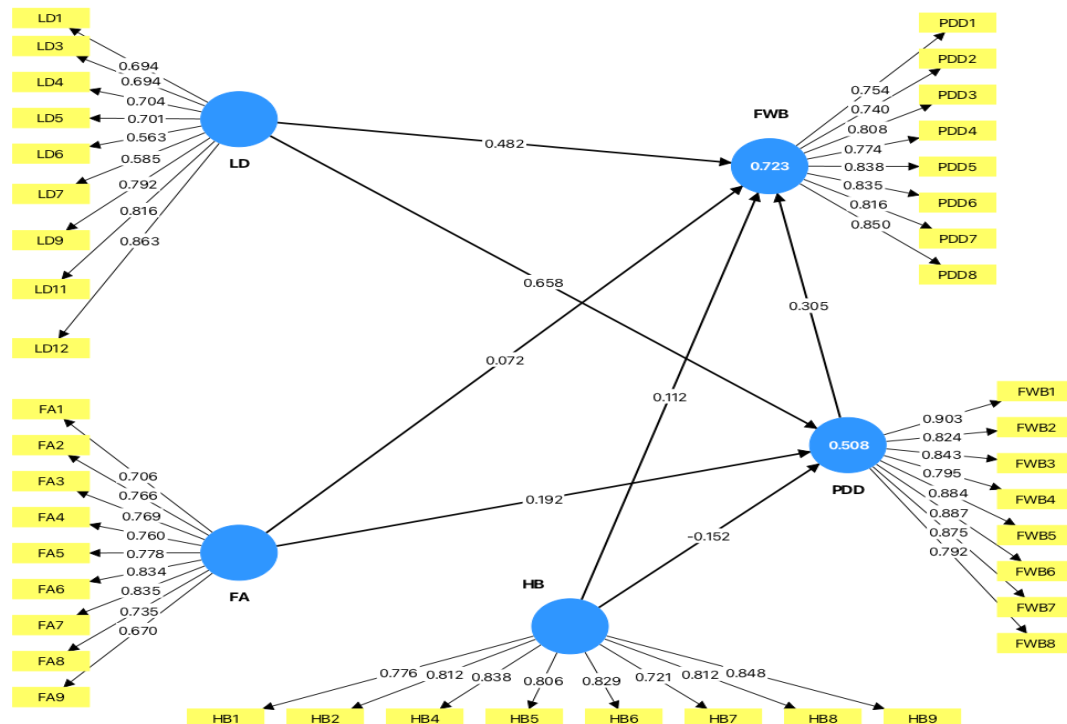 LD1
LD3
LD4
LD5
LD6
LD7
LD9
LD11
LD12
0.694
0.694
0.704
0.701
0.563
0.585
0.792
0.816
0.863
LD
0.482
0.658
FWB
0.723
0.754
0.740
0.808
0.774
0.838
0.835
0.816
0.850
PDD1
PDD2
PDD3
PDD4
PDD5
PDD6
PDD7
PDD8
0.305
0.072
0.112
FA1
FA2
FA3
FA4
FA5
FA6
FA7
FA8
FA9
0.706
0.766
0.769
0.760
0.778
0.834
0.835
0.735
0.670
FA
0.192
-0.152
0.508
PDD
0.903
0.824
0.843
0.795
0.884
0.887
0.875
0.792
FWB1
FWB2
FWB3
FWB4
FWB5
FWB6
FWB7
FWB8
HB
0.776 0.812 0.838 0.806 0.829 0.721 0.812 0.848
HB1 HB2 HB4 HB5 HB6 HB7 HB8 HB9